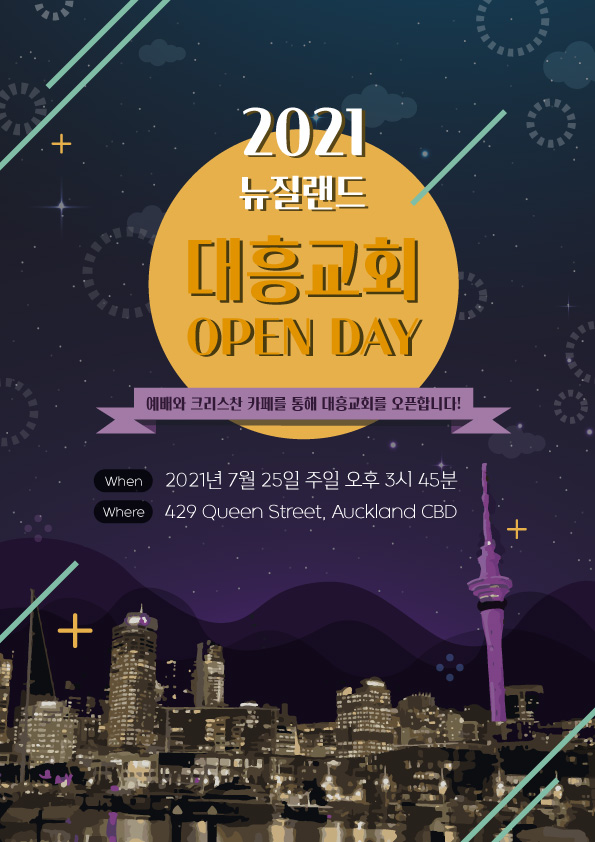 2021
뉴질랜드
대흥교회
OPEN DAY
예배와 크리스찬 카페를 통해 대흥교회를 오픈합니다!
When 2021년 7월 25일 주일 오후 3시 45분
Where 429 Queen Street, Auckland CBD